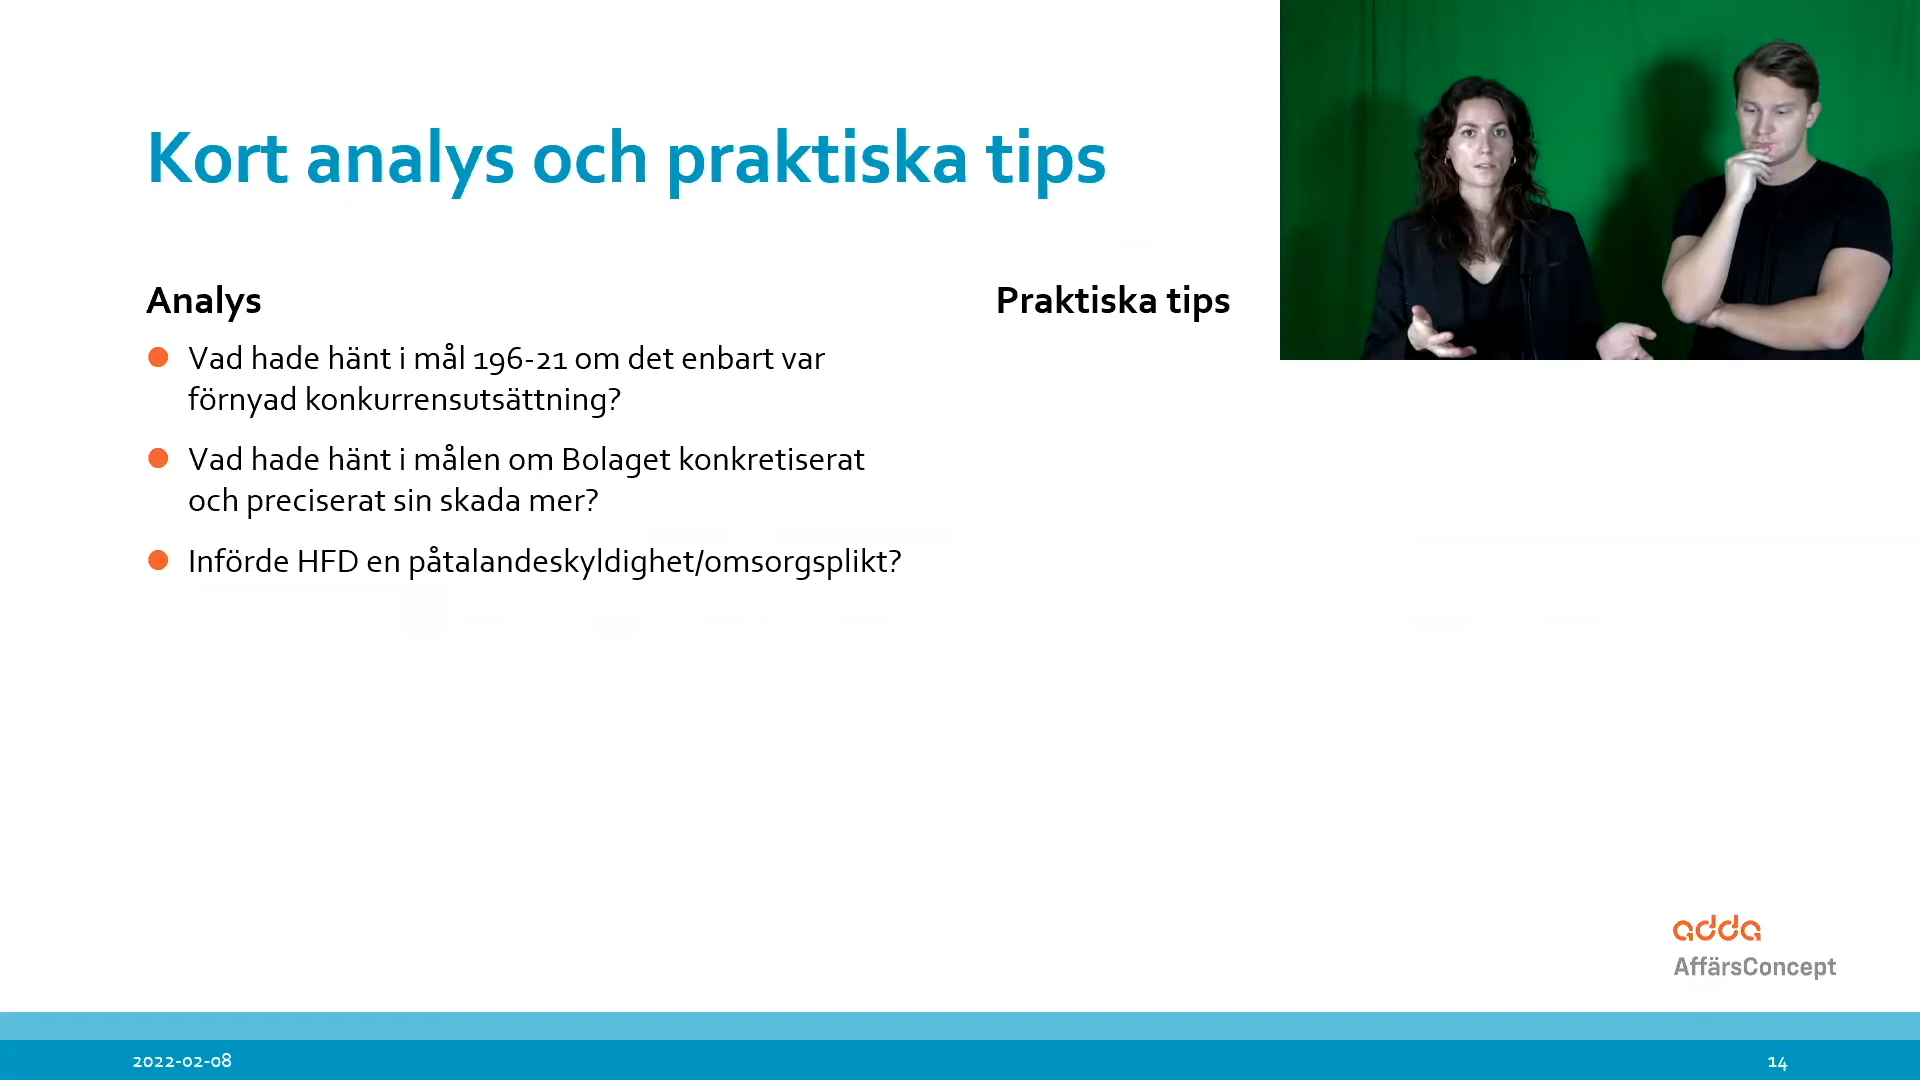 Kort analys och praktiska tips
Analys
Vad hade hänt i mål 196-21 om det enbart var
förnyad konkurrensutsättning?
Vad hade hänt i målen om Bolaget konkretiserat
och preciserat sin skada mer?
Införde HFD en påtalandeskyldighet/omsorgsplikt?
Praktiska tips
adda
AffärsConcept
2022-02-08
14